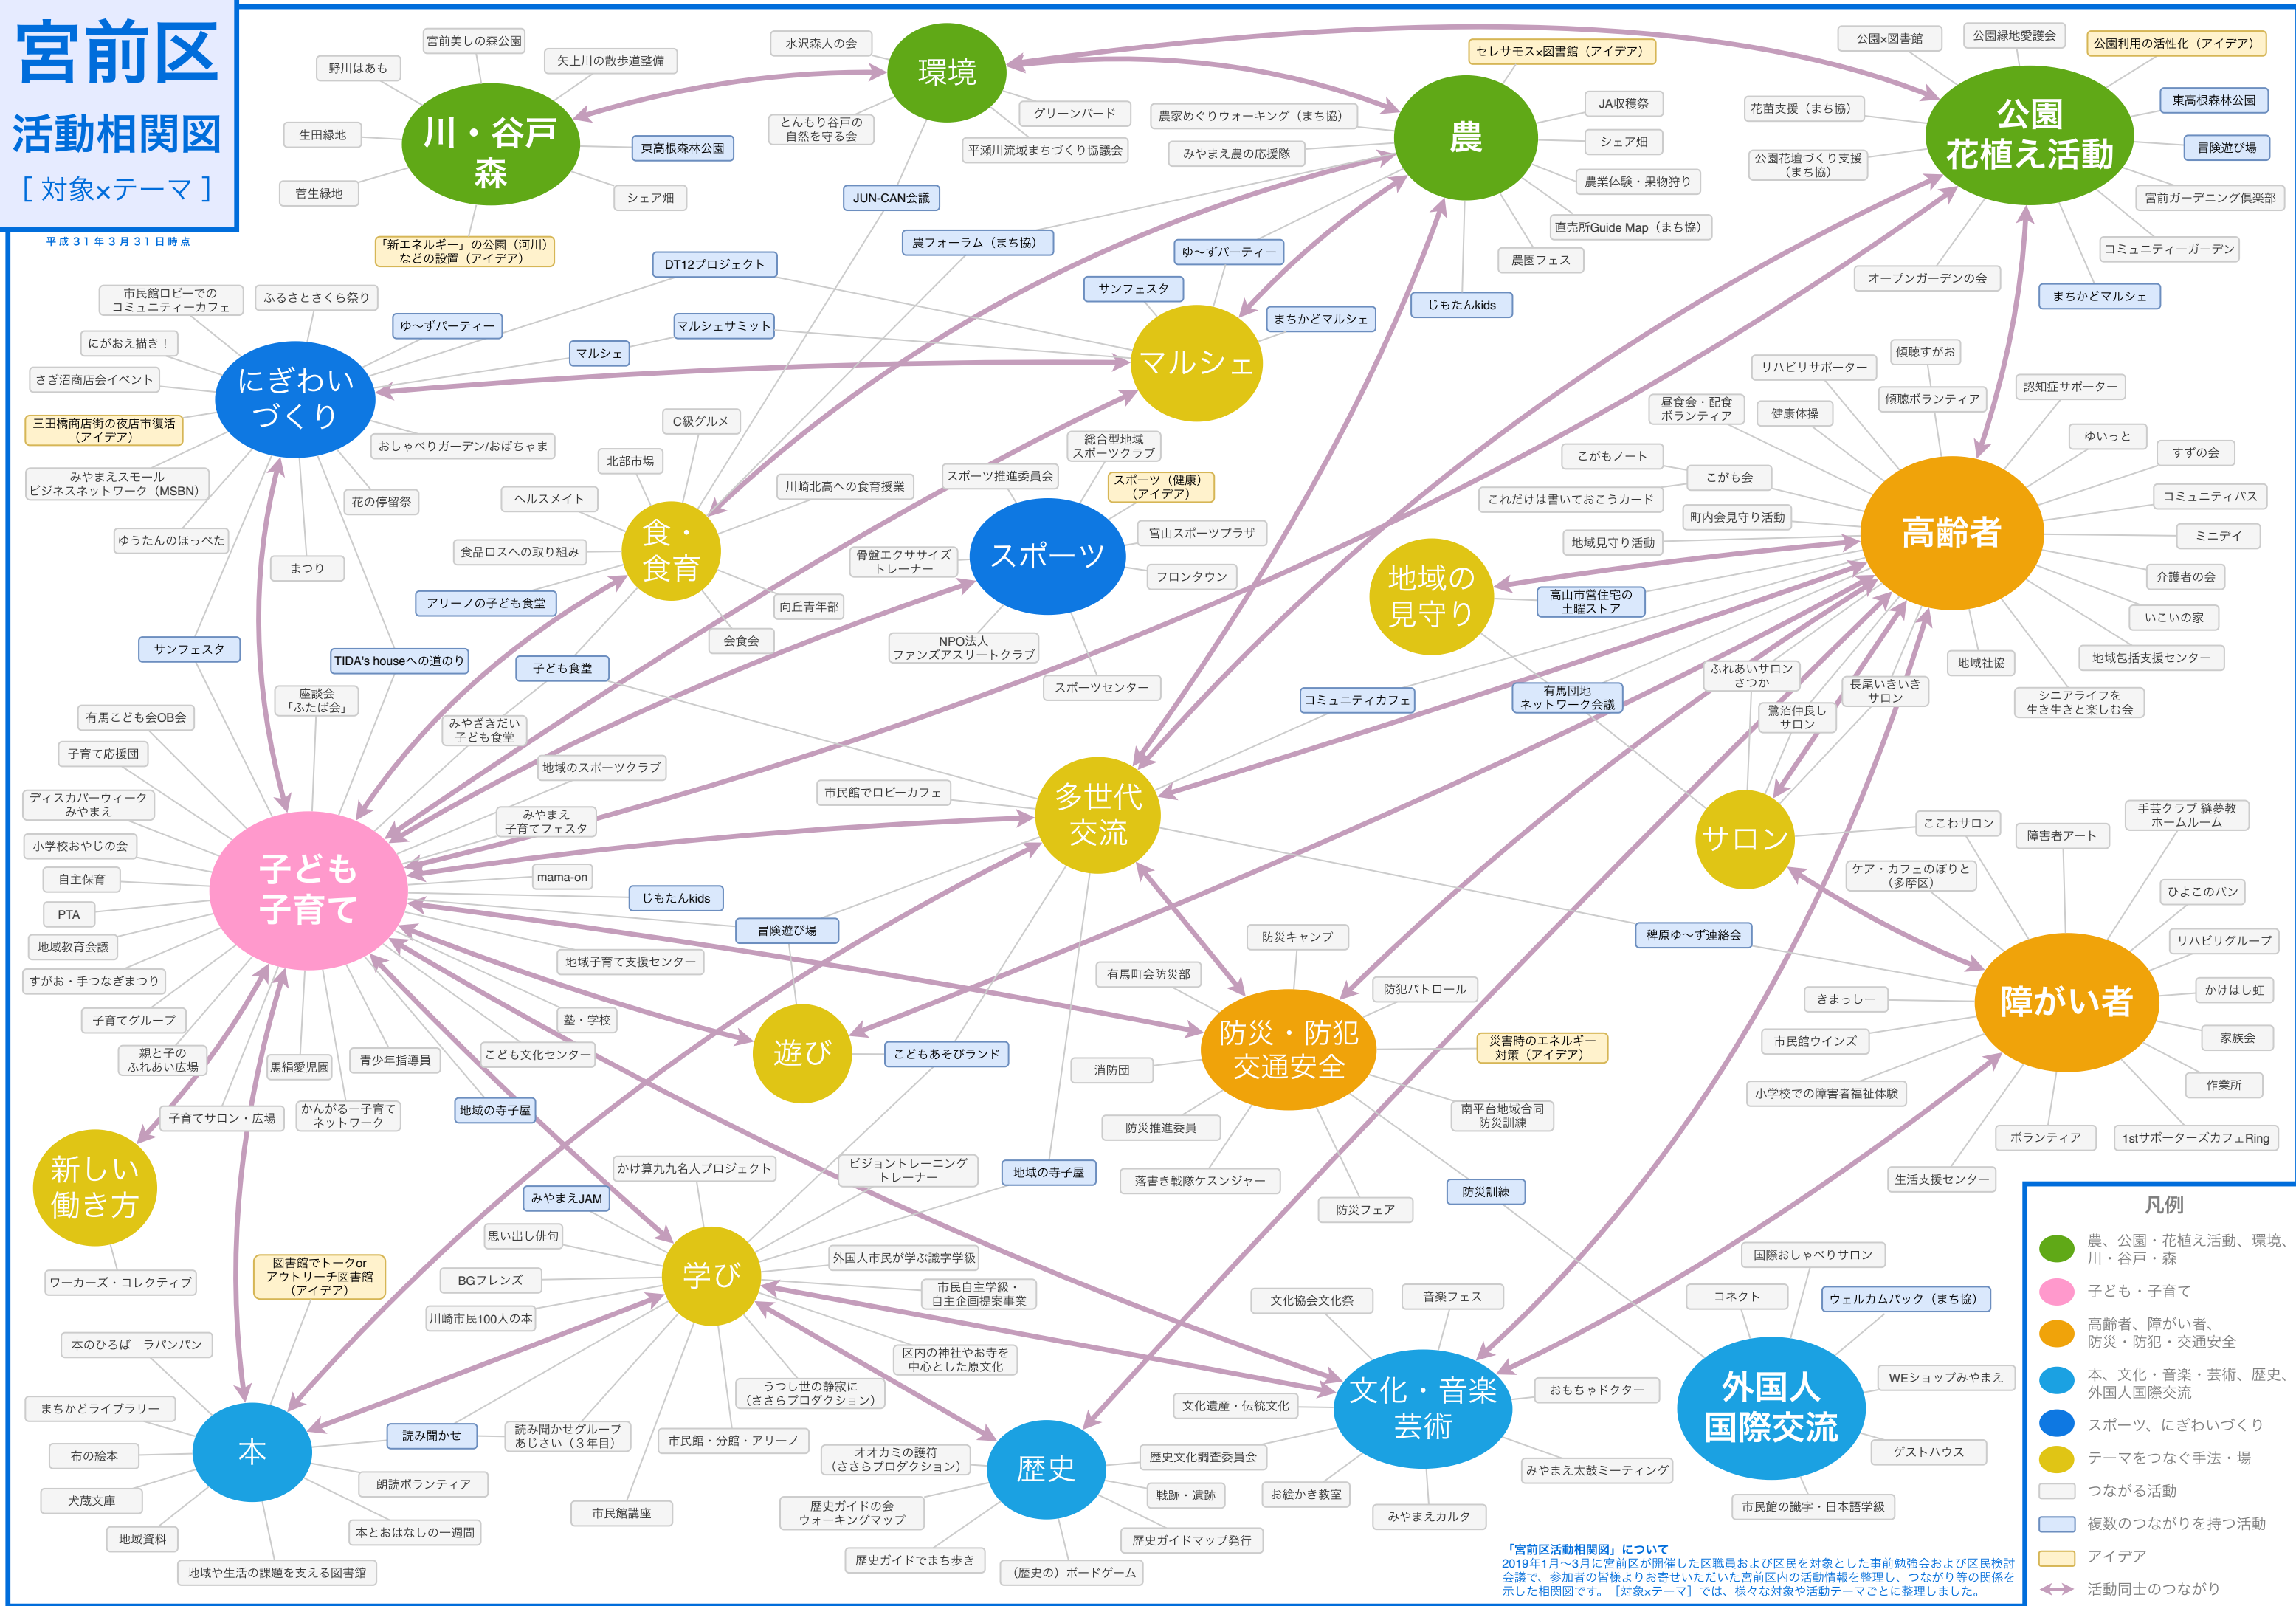 宮前区
活動相関図
［ 対象×テーマ ］
平成31年3月31日時点
宮前美しの森公園
野川はあも
矢上川の散歩道整備
生田緑地
川・谷戸
森
東高根森林公園
菅生緑地
シェア畑
「新エネルギー」の公園（河川）
などの設置（アイデア）
水沢森人の会
環境
グリーンバード
とんもり谷戸の
自然を守る会
平瀬川流域まちづくり協議会
JUN-CAN会議
農フォーラム（まち協）
セレサモス×図書館（アイデア）
農家めぐりウォーキング（まち協）
みやまえ農の応援隊
農
JA収穫祭
シェア畑
農業体験・果物狩り
直売所Guide Map（まち協）
農園フェス
じもたんkids
ゆ〜ずパーティー
公園×図書館
公園緑地愛護会
公園利用の活性化（アイデア）
花苗支援（まち協）
公園
花植え活動
東高根森林公園
冒険遊び場
公園花壇づくり支援
（まち協）
宮前ガーデニング倶楽部
コミュニティーガーデン
オープンガーデンの会
まちかどマルシェ
DT12プロジェクト
サンフェスタ
マルシェサミット
マルシェ
まちかどマルシェ
マルシェ
市民館ロビーでの
コミュニティーカフェ
ふるさとさくら祭り
ゆ〜ずパーティー
にがおえ描き！
にぎわい
づくり
さぎ沼商店会イベント
三田橋商店街の夜店市復活
（アイデア）
おしゃべりガーデン/おばちゃま
みやまえスモール
ビジネスネットワーク（MSBN）
花の停留祭
ゆうたんのほっぺた
まつり
サンフェスタ
TIDA's houseへの道のり
C級グルメ
北部市場
川崎北高への食育授業
ヘルスメイト
食・
食育
食品ロスへの取り組み
アリーノの子ども食堂
向丘青年部
会食会
子ども食堂
みやざきだい
子ども食堂
総合型地域
スポーツクラブ
スポーツ推進委員会
スポーツ（健康）
（アイデア）
スポーツ
宮山スポーツプラザ
骨盤エクササイズ
トレーナー
フロンタウン
NPO法人
ファンズアスリートクラブ
スポーツセンター
地域の
見守り
高山市営住宅の
土曜ストア
傾聴すがお
リハビリサポーター
認知症サポーター
傾聴ボランティア
昼食会・配食
ボランティア
健康体操
ゆいっと
すずの会
こがもノート
こがも会
これだけは書いておこうカード
コミュニティバス
町内会見守り活動
高齢者
ミニデイ
地域見守り活動
介護者の会
いこいの家
地域社協
地域包括支援センター
シニアライフを
生き生きと楽しむ会
コミュニティカフェ
有馬団地
ネットワーク会議
ふれあいサロン
さつか
長尾いきいき
サロン
鷺沼仲良し
サロン
サロン
座談会
「ふたば会」
有馬こども会OB会
子育て応援団
地域のスポーツクラブ
ディスカバーウィーク
みやまえ
みやまえ
子育てフェスタ
小学校おやじの会
子ども
子育て
自主保育
mama-on
じもたんkids
PTA
地域教育会議
冒険遊び場
地域子育て支援センター
すがお・手つなぎまつり
子育てグループ
塾・学校
親と子の
ふれあい広場
馬絹愛児園
青少年指導員
こども文化センター
子育てサロン・広場
かんがるー子育て
ネットワーク
地域の寺子屋
市民館でロビーカフェ
多世代
交流
遊び
こどもあそびランド
防災キャンプ
有馬町会防災部
防犯パトロール
防災・防犯
交通安全
災害時のエネルギー
対策（アイデア）
消防団
南平台地域合同
防災訓練
防災推進委員
落書き戦隊ケスンジャー
防災フェア
防災訓練
稗原ゆ〜ず連絡会
ここわサロン
障害者アート
手芸クラブ 縫夢教
ホームルーム
ケア・カフェのぼりと
（多摩区）
ひよこのパン
リハビリグループ
きまっしー
障がい者
かけはし虹
市民館ウインズ
家族会
小学校での障害者福祉体験
作業所
ボランティア
1stサポーターズカフェRing
生活支援センター
新しい
働き方
ワーカーズ・コレクティブ
かけ算九九名人プロジェクト
ビジョントレーニング
トレーナー
地域の寺子屋
みやまえJAM
思い出し俳句
学び
外国人市民が学ぶ識字学級
BGフレンズ
市民自主学級・
自主企画提案事業
川崎市民100人の本
区内の神社やお寺を
中心とした原文化
うつし世の静寂に
（ささらプロダクション）
読み聞かせグループ
あじさい（３年目）
市民館・分館・アリーノ
市民館講座
図書館でトークor
アウトリーチ図書館
（アイデア）
本のひろば　ラパンパン
まちかどライブラリー
本
読み聞かせ
布の絵本
朗読ボランティア
犬蔵文庫
地域資料
本とおはなしの一週間
地域や生活の課題を支える図書館
オオカミの護符
（ささらプロダクション）
歴史
歴史文化調査委員会
歴史ガイドの会
ウォーキングマップ
戦跡・遺跡
歴史ガイドマップ発行
歴史ガイドでまち歩き
（歴史の）ボードゲーム
文化協会文化祭
音楽フェス
文化・音楽
芸術
おもちゃドクター
文化遺産・伝統文化
みやまえ太鼓ミーティング
お絵かき教室
みやまえカルタ
国際おしゃべりサロン
コネクト
ウェルカムパック（まち協）
外国人
国際交流
WEショップみやまえ
ゲストハウス
市民館の識字・日本語学級
「宮前区活動相関図」について
2019年1月〜3月に宮前区が開催した区職員および区民を対象とした事前勉強会および区民検討
会議で、参加者の皆様よりお寄せいただいた宮前区内の活動情報を整理し、つながり等の関係を
示した相関図です。［対象×テーマ］では、様々な対象や活動テーマごとに整理しました。
凡例
農、公園・花植え活動、環境、
川・谷戸・森
子ども・子育て
高齢者、障がい者、
防災・防犯・交通安全
本、文化・音楽・芸術、歴史、
外国人国際交流
スポーツ、にぎわいづくり
テーマをつなぐ手法・場
つながる活動
複数のつながりを持つ活動
アイデア
活動同士のつながり